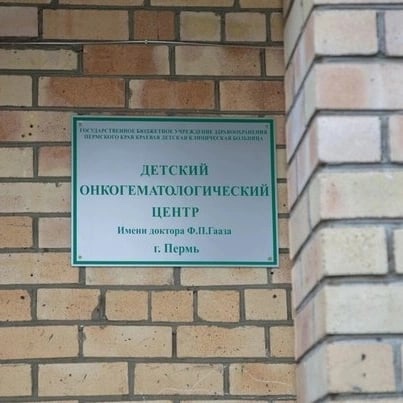 ГОСУДАРСТВЕННОЕ БЮДЖЕТНОЕ УЧРЕЖДЕНИЕ ЗДРАВООХРАНЕНИЯ
ПЕРМСКОГО КРАЯ КРАЕВАЯ ДЕТСКАЯ КЛИНИЧЕСКАЯ БОЛЬНИЦА
ДЕТСКИЙ
ОНКОГЕМАТОЛОГИЧЕСКИЙ
ЦЕНТР
Имени доктора Ф.П.Гааза
г. Пермь